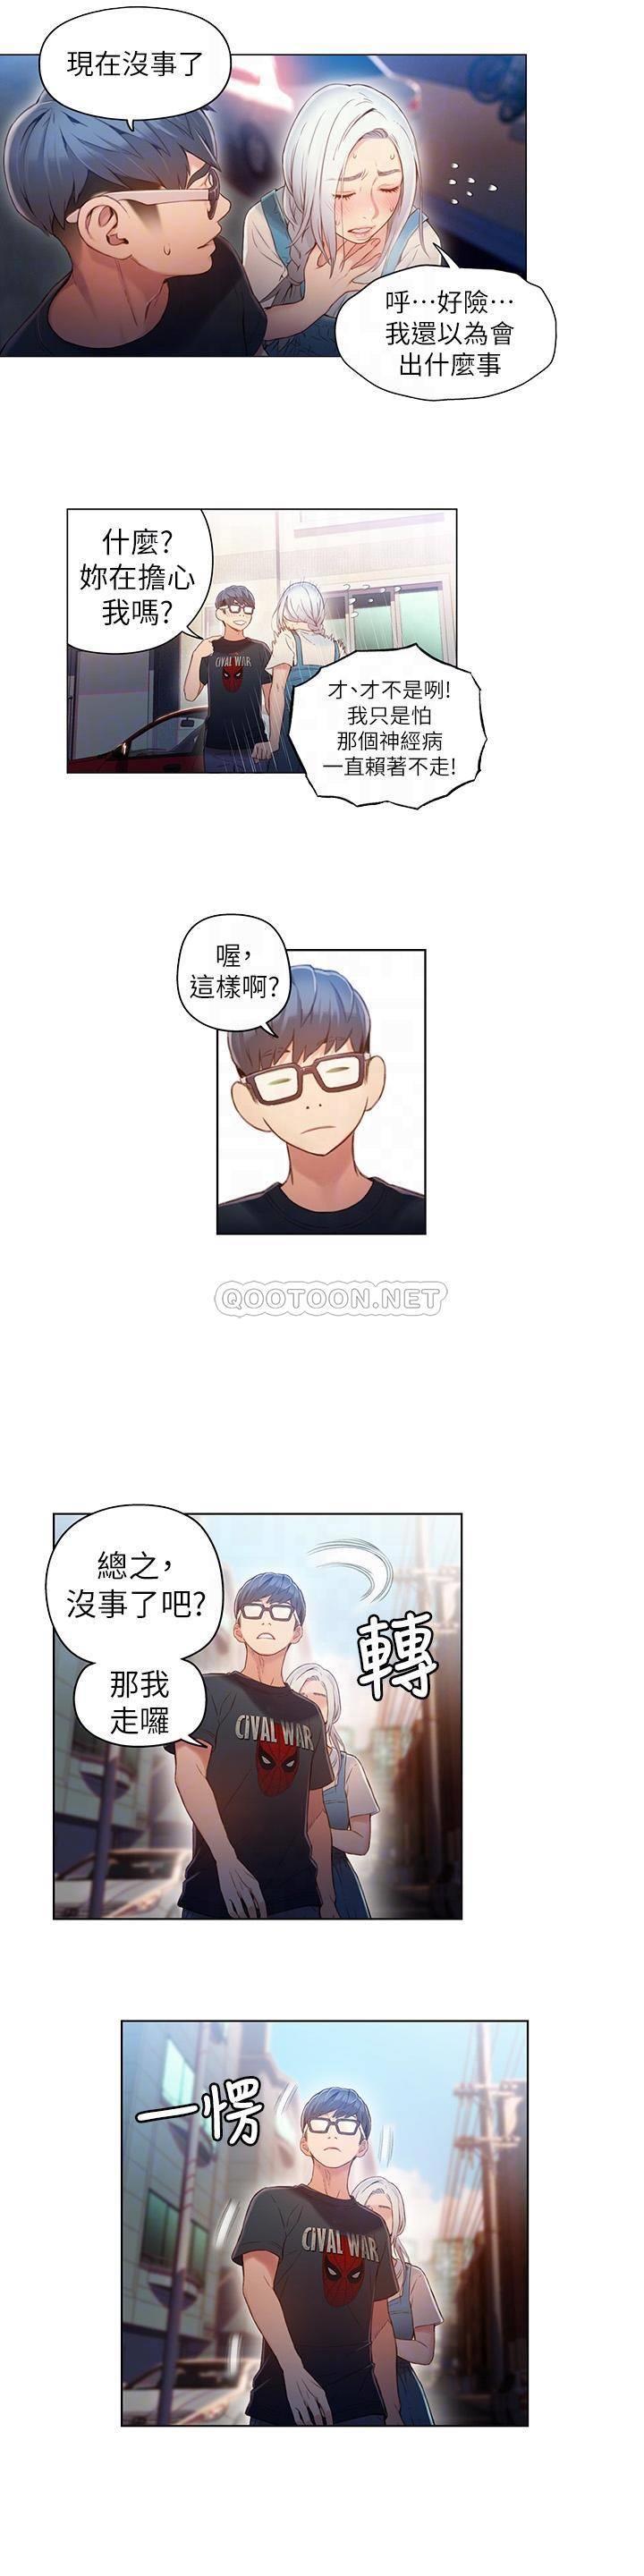 現在沒事了
呼…好險…
我還以為會
出什麼事
什麼?
妳在擔心
我嗎?
CIVAL WAR
才、才不是咧!
我只是怕
那個神經病
一直賴著不走!
喔,
這樣啊?
QOOTOON.NET
總之,
沒事了吧?
那我
走囉
轉
CIVAL WAR
一愣
CIVAL WAR